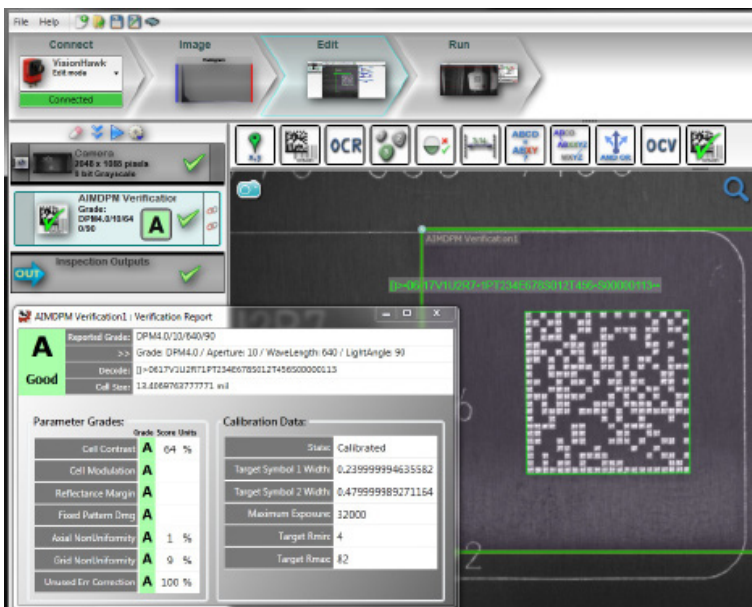 File Help
Connect
Image
Edit
Run
VisionHawk
Edit mode
Connected
Camera
2048 x 1088 pixels
8 bit Grayscale
OCR
AND OR
OCV
AIMDPM Verification
Grade:
DPM4.0/10/64
0/90
A
Inspection Outputs
OUT
AIMDPM Verification1
AIMDPM Verification1 : Verification Report
A
Good
Reported Grade: DPM4.0/10/640/90
>> Grade: DPM4.0 / Aperture: 10 / WaveLength: 640 / LightAngle: 90
Decode: [)>0617V1U2R71PT234E678S012T456S00000113
Cell Size: 13.4069763777771 mil
Parameter Grades:
Grade Score Units
Cell Contrast A 64 %
Cell Modulation A
Reflectance Margin A
Fixed Pattern Dmg A
Axial NonUniformity A 1 %
Grid NonUniformity A 9 %
Unused Err Correction A 100 %
Calibration Data:
State: Calibrated
Target Symbol 1 Width: 0.239999994635582
Target Symbol 2 Width: 0.479999989271164
Maximum Exposure: 32000
Target Rmin: 4
Target Rmax: 82